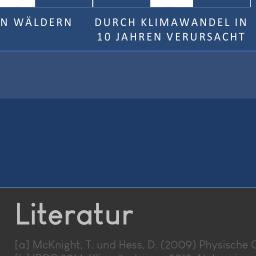 N WÄLDERN
DURCH KLIMAWANDEL IN
10 JAHREN VERURSACHT
Literatur
[a] McKnight, T. und Hess, D. (2009) Physische